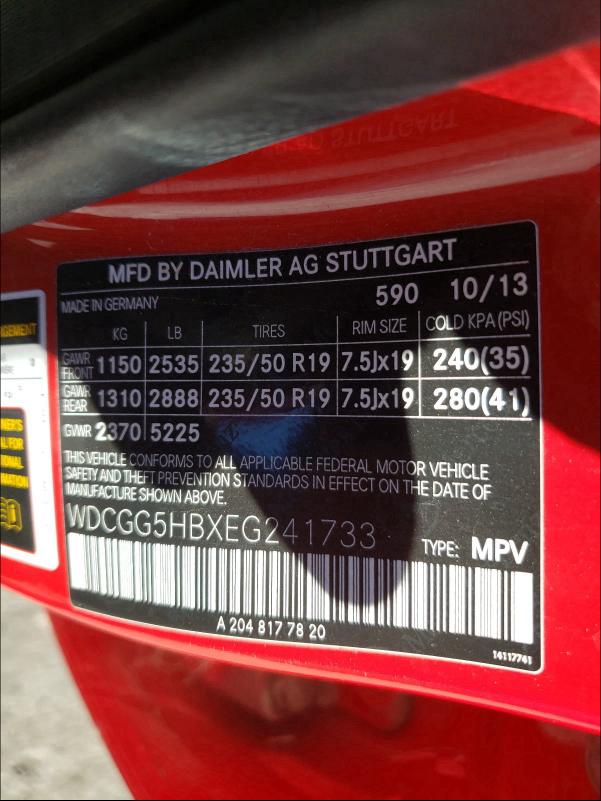 MFD BY DAIMLER AG STUTTGART
MADE IN GERMANY 590 10/13
KG LB TIRES RIM SIZE COLD KPA(PSI)
GAWR FRONT 1150 2535 235/50 R19 7.5Jx19 240(35)
GAWR REAR 1310 2888 235/50 R19 7.5Jx19 280(41)
GVWR 2370 5225
THIS VEHICLE CONFORMS TO ALL APPLICABLE FEDERAL MOTOR VEHICLE
SAFETY AND THEFT PREVENTION STANDARDS IN EFFECT ON THE DATE OF
MANUFACTURE SHOWN ABOVE.
WDCGG5HBXEG241733
TYPE: MPV
A 204 817 78 20
14117741